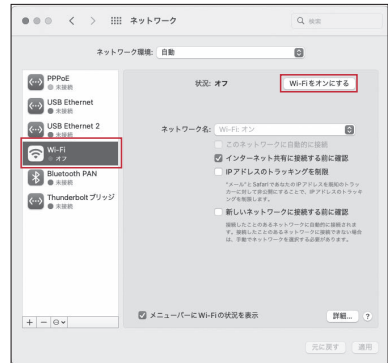 ネットワーク
検索
ネットワーク環境: 自動
PPPoE
未接続
USB Ethernet
未接続
USB Ethernet 2
未接続
Wi-Fi
オフ
Bluetooth PAN
未接続
Thunderboltブリッジ
未接続
状況: オフ
Wi-Fiをオンにする
ネットワーク名: Wi-Fi: オン
このネットワークに自動的に接続
インターネット共有に接続する前に確認
IPアドレスのトラッキングを制限
"メール"とSafariであなたのIPアドレスを既知のトラッ
カーに対して非公開にすることで、IPアドレスのトラッキ
ングを制限します。
新しいネットワークに接続する前に確認
接続したことのあるネットワークに自動的に接続されま
す。接続したことのあるネットワークに接続できない場合
は、手動でネットワークを選択する必要があります。
メニューバーにWi-Fiの状況を表示
詳細...
?
元に戻す
適用